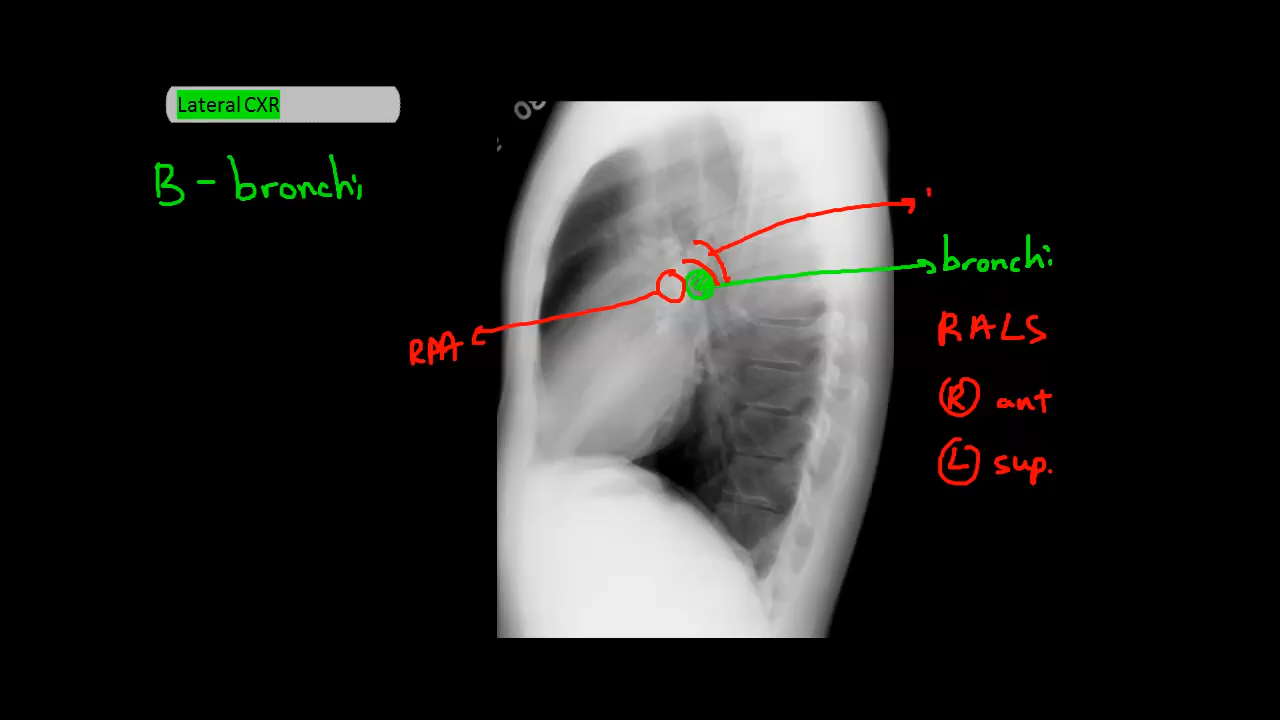 Lateral CXR
B - bronchi
bronchi
RALS
RPA
R ant
L sup.